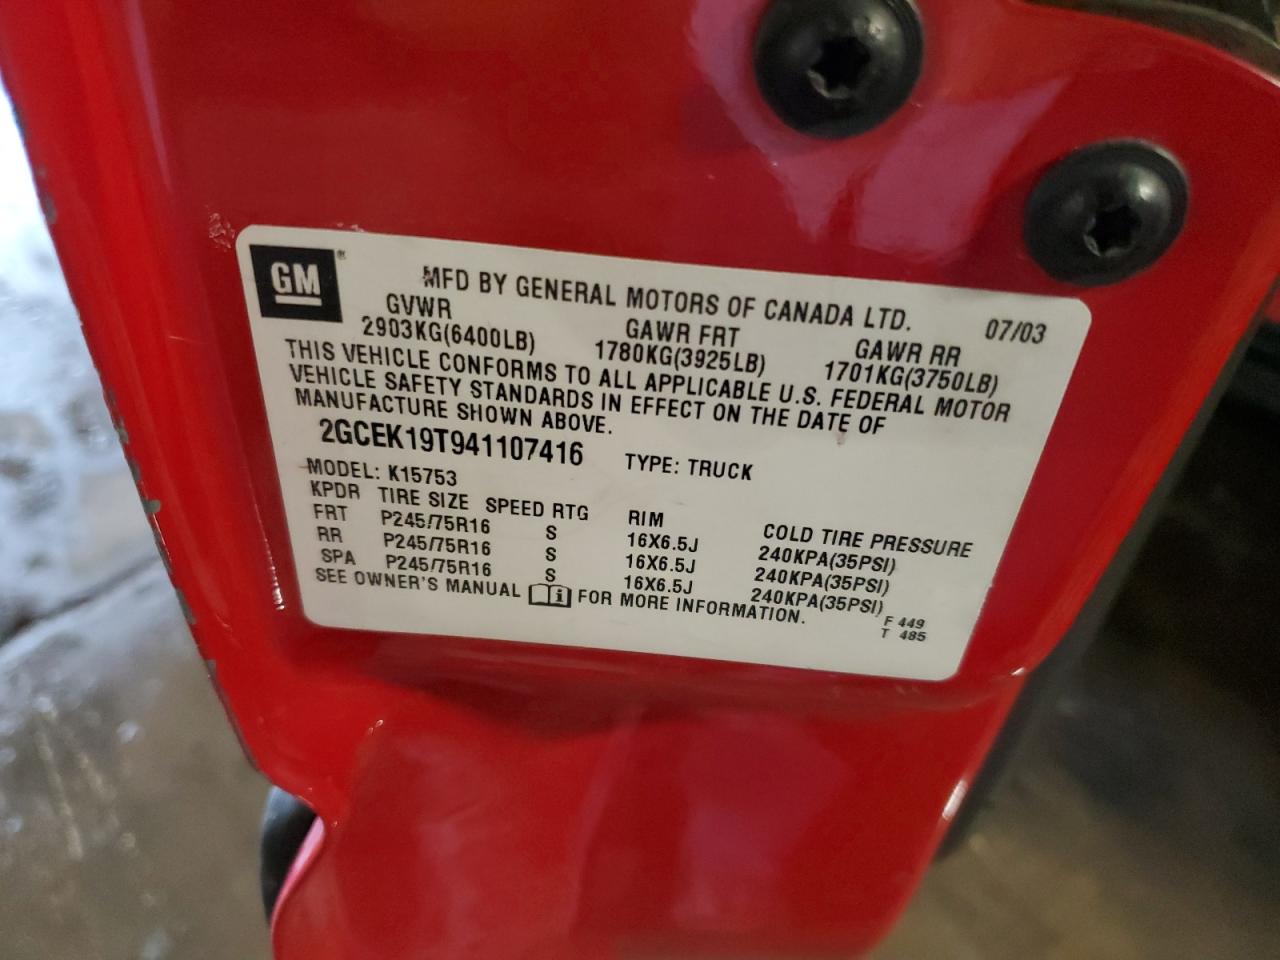 GM ®
MFD BY GENERAL MOTORS OF CANADA LTD. 07/03
GVWR GAWR FRT GAWR RR
2903KG(6400LB) 1780KG(3925LB) 1701KG(3750LB)
THIS VEHICLE CONFORMS TO ALL APPLICABLE U.S. FEDERAL MOTOR
VEHICLE SAFETY STANDARDS IN EFFECT ON THE DATE OF
MANUFACTURE SHOWN ABOVE.
2GCEK19T941107416 TYPE: TRUCK
MODEL: K15753
KPDR TIRE SIZE SPEED RTG RIM COLD TIRE PRESSURE
FRT P245/75R16 S 16X6.5J 240KPA(35PSI)
RR P245/75R16 S 16X6.5J 240KPA(35PSI)
SPA P245/75R16 S 16X6.5J 240KPA(35PSI)
SEE OWNER'S MANUAL i FOR MORE INFORMATION.
F 449
T 485